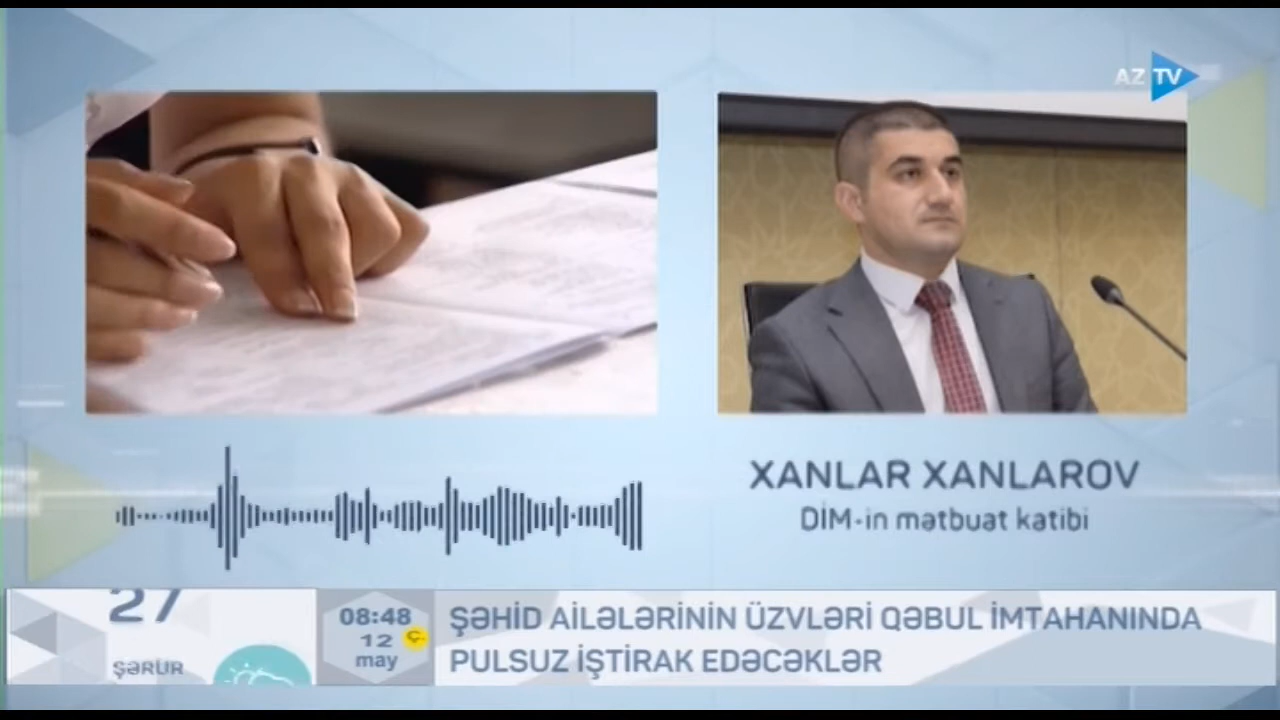 AZ TV
XANLAR XANLAROV
DİM-in mətbuat katibi
27
ŞƏRUR
08:48
12 Ç.
may
ŞƏHİD AİLƏLƏRİNİN ÜZVLƏRİ QƏBUL İMTAHANINDA
PULSUZ İŞTİRAK EDƏCƏKLƏR